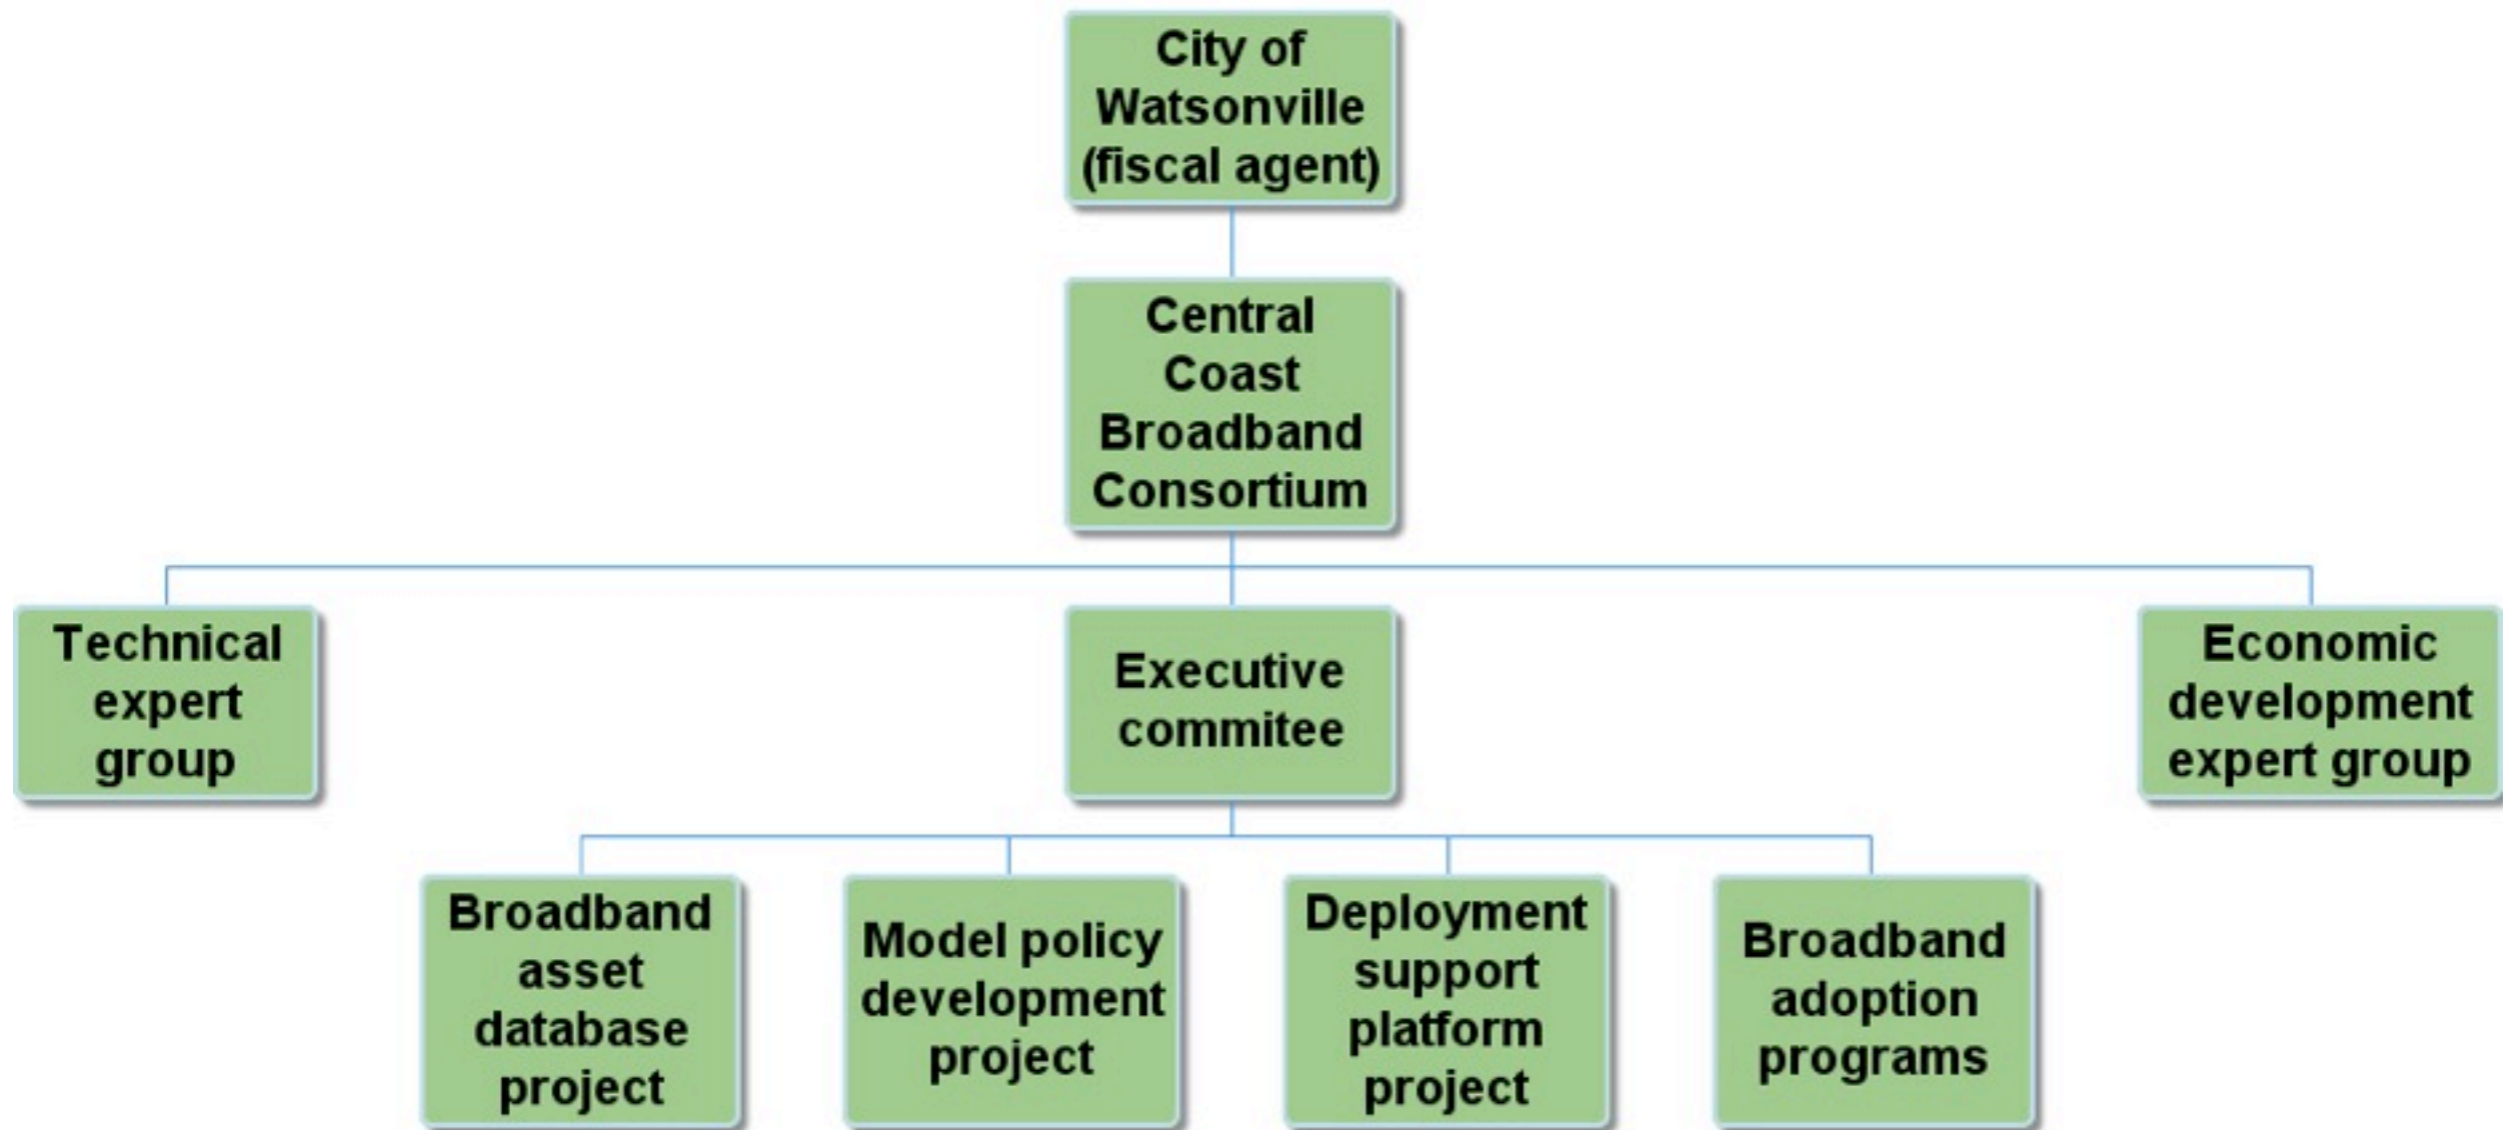 City of
Watsonville
(fiscal agent)
Central
Coast
Broadband
Consortium
Technical
expert
group
Executive
commitee
Economic
development
expert group
Broadband
asset
database
project
Model policy
development
project
Deployment
support
platform
project
Broadband
adoption
programs